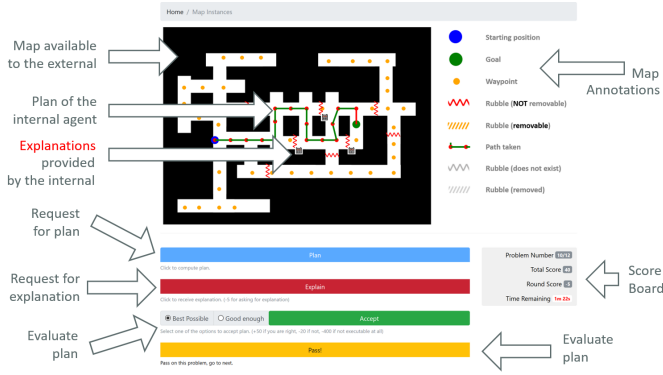 Home / Map Instances
Map available
to the external
Plan of the
internal agent
Explanations
provided
by the internal
Starting position
Goal
Waypoint
Rubble (NOT removable)
Rubble (removable)
Path taken
Rubble (does not exist)
Rubble (removed)
Map
Annotations
Request
for plan
Plan
Click to compute plan.
Request for
explanation
Explain
Click to receive explanation. (-5 for asking for explanation)
Evaluate
plan
Best Possible
Good enough
Accept
Select one of the options to accept plan. (+50 if you are right, -20 if not, -400 if not executable at all)
Pass!
Pass on this problem, go to next.
Problem Number 10/12
Total Score 40
Round Score
Time Remaining 1m 22s
Score
Board
Evaluate
plan